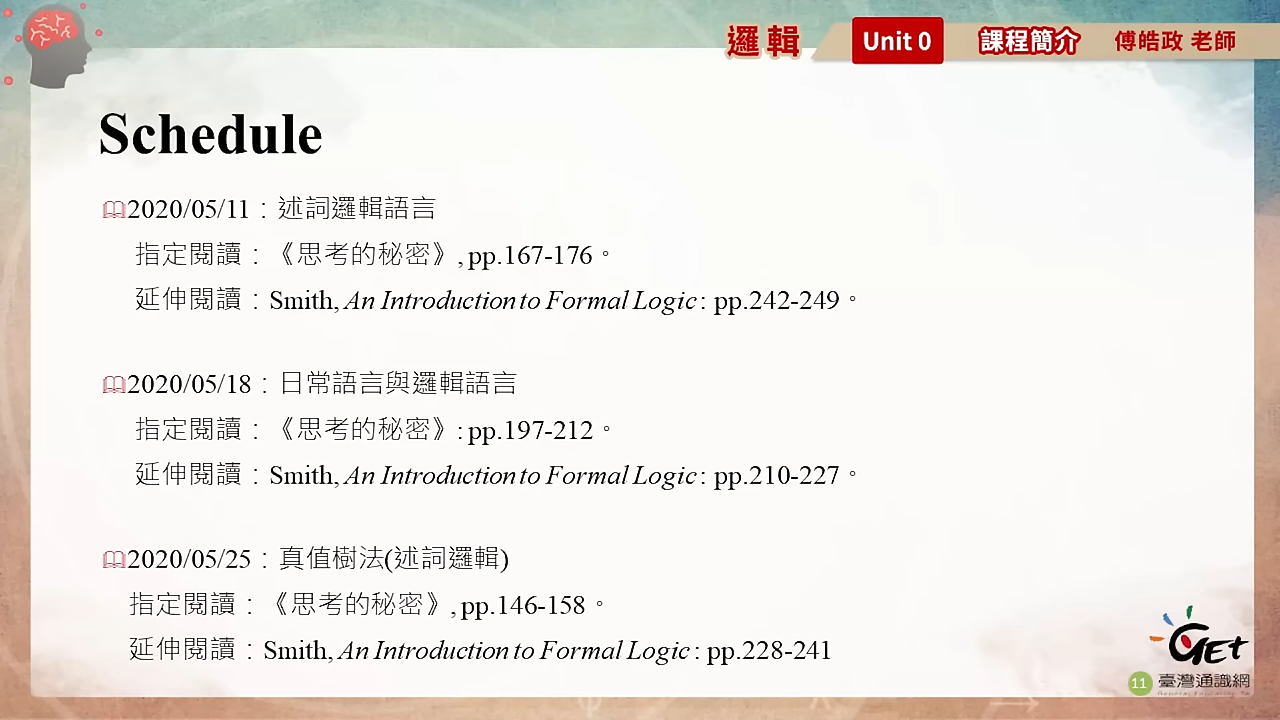 邏輯 Unit 0 課程簡介 傅皓政 老師
Schedule
2020/05/11：述詞邏輯語言
指定閱讀：《思考的秘密》, pp.167-176。
延伸閱讀：Smith, An Introduction to Formal Logic: pp.242-249。
2020/05/18：日常語言與邏輯語言
指定閱讀：《思考的秘密》: pp.197-212。
延伸閱讀：Smith, An Introduction to Formal Logic: pp.210-227。
2020/05/25：真值樹法(述詞邏輯)
指定閱讀：《思考的秘密》, pp.146-158。
延伸閱讀：Smith, An Introduction to Formal Logic: pp.228-241
GET
11 臺灣通識網